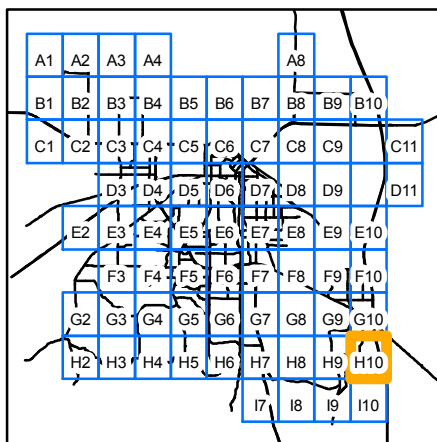 A1 A2 A3 A4 A8
B1 B2 B3 B4 B5 B6 B7 B8 B9 B10
C1 C2 C3 C4 C5 C6 C7 C8 C9 C11
D3 D4 D5 D6 D7 D8 D9 D11
E2 E3 E4 E5 E6 E7 E8 E9 E10
F3 F4 F5 F6 F7 F8 F9 F10
G2 G3 G4 G5 G6 G7 G8 G9 G10
H2 H3 H4 H5 H6 H7 H8 H9 H10
I7 I8 I9 I10